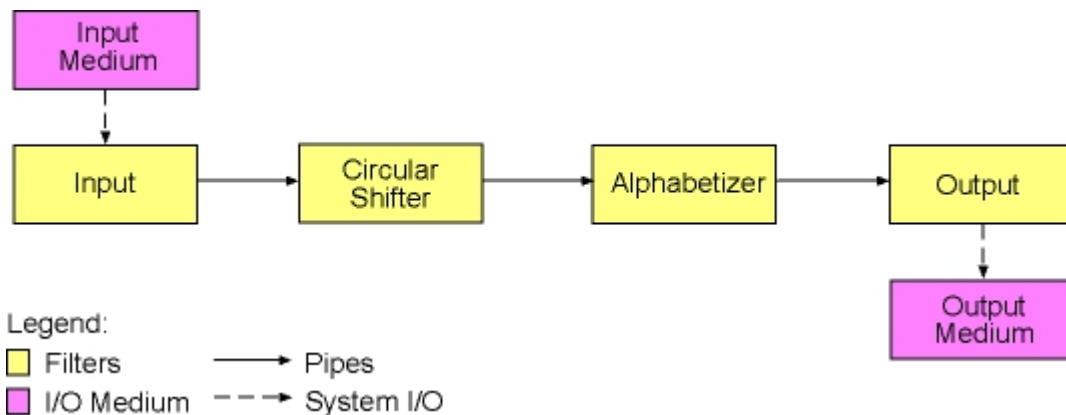 Input
Medium
Input
Circular
Shifter
Alphabetizer
Output
Output
Medium
Legend:
Filters
Pipes
I/O Medium
System I/O